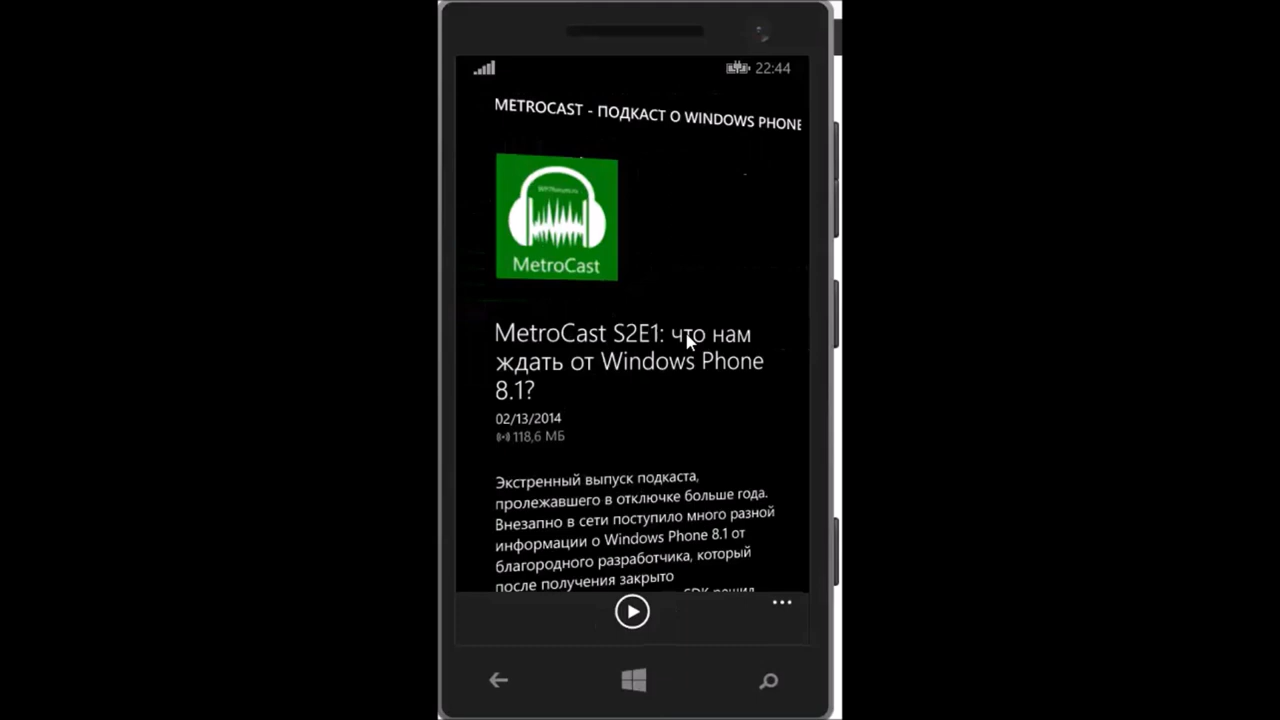 22:44
METROCAST - ПОДКАСТ О WINDOWS PHONE
MetroCast
MetroCast S2E1: что нам
ждать от Windows Phone
8.1?
02/13/2014
118,6 МБ
Экстренный выпуск подкаста,
пролежавшего в отключке больше года.
Внезапно в сети поступило много разной
информации о Windows Phone 8.1 от
благородного разработчика, который
после получения закрыто
SDK решил